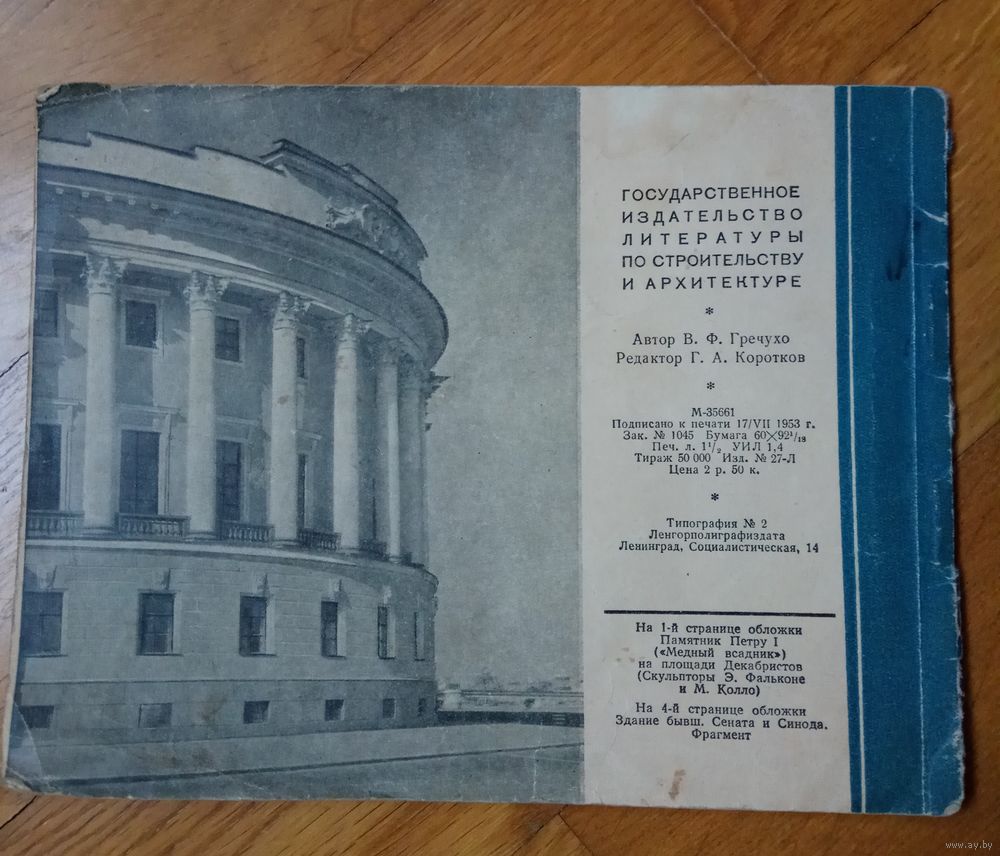 ГОСУДАРСТВЕННОЕ
ИЗДАТЕЛЬСТВО
ЛИТЕРАТУРЫ
ПО СТРОИТЕЛЬСТВУ
И АРХИТЕКТУРЕ
*
Автор В. Ф. Гречухо
Редактор Г. А. Коротков
*
М-35661
Подписано к печати 17/VII 1953 г.
Зак. № 1045 Бумага 60×92¹/₁₈
Печ. л. 1¹/₂ УИЛ 1,4
Тираж 50 000 Изд. № 27-Л
Цена 2 р. 50 к.
*
Типография № 2
Ленгорполиграфиздата
Ленинград, Социалистическая, 14
На 1-й странице обложки
Памятник Петру I
(«Медный всадник»)
на площади Декабристов
(Скульпторы Э. Фальконе
и М. Колло)
На 4-й странице обложки
Здание бывш. Сената и Синода.
Фрагмент
www.ay.by